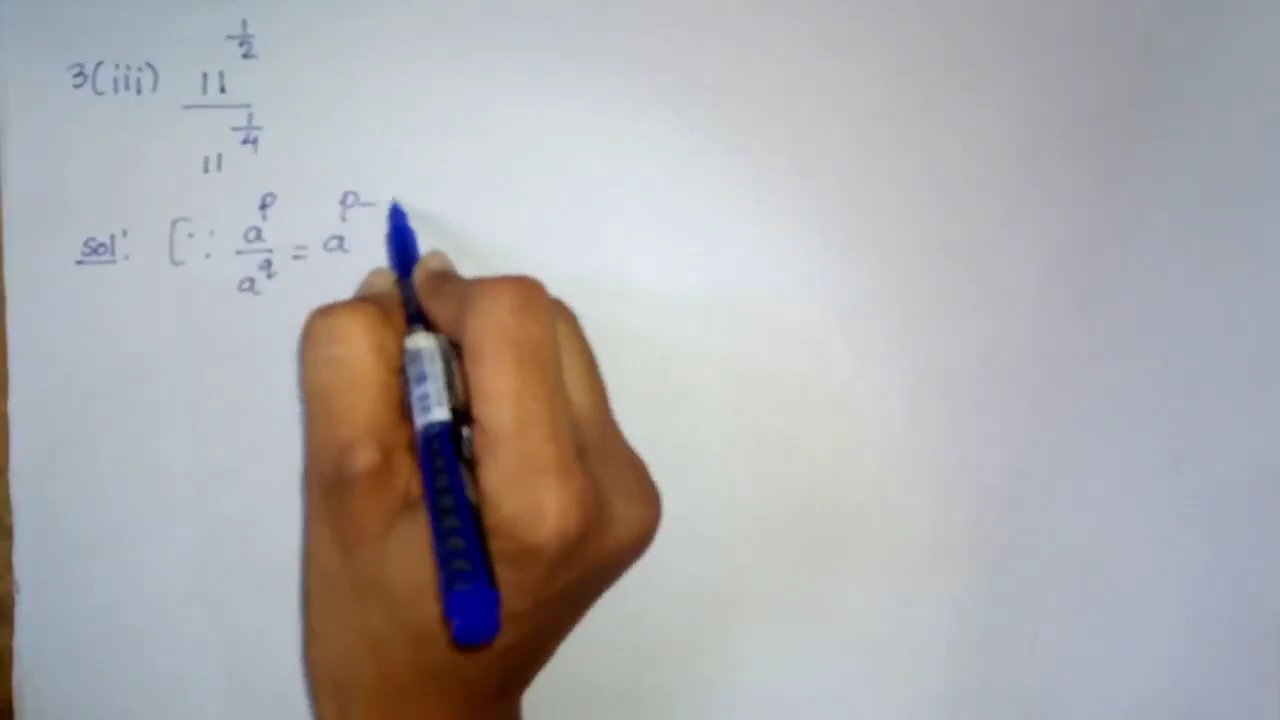 3(iii) 11^{1/2} / 11^{1/4}
Sol: [∵ a^p / a^q = a^{p-